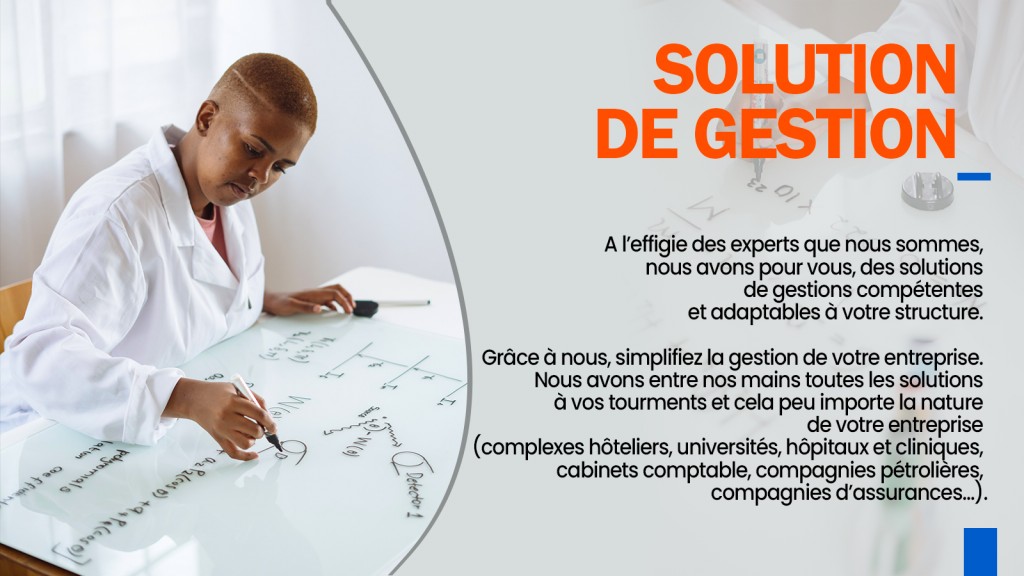 SOLUTION
DE GESTION
A l’effigie des experts que nous sommes,
nous avons pour vous, des solutions
de gestions compétentes
et adaptables à votre structure.
Grâce à nous, simplifiez la gestion de votre entreprise.
Nous avons entre nos mains toutes les solutions
à vos tourments et cela peu importe la nature
de votre entreprise
(complexes hôteliers, universités, hôpitaux et cliniques,
cabinets comptable, compagnies pétrolières,
compagnies d’assurances...).
Detector 1
polynomial